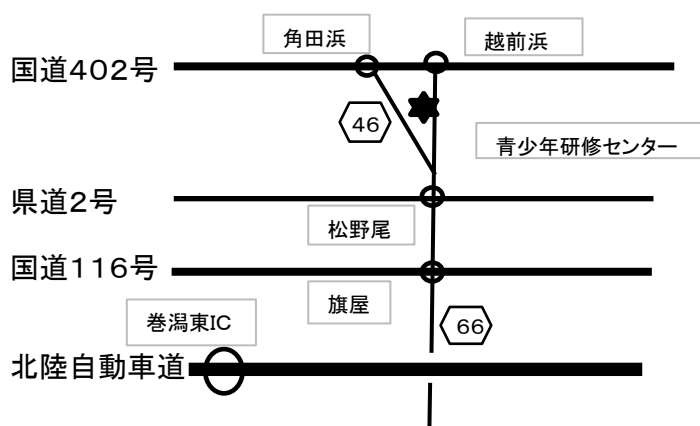 角田浜
越前浜
国道402号
46
青少年研修センター
県道2号
松野尾
国道116号
旗屋
66
巻潟東IC
北陸自動車道